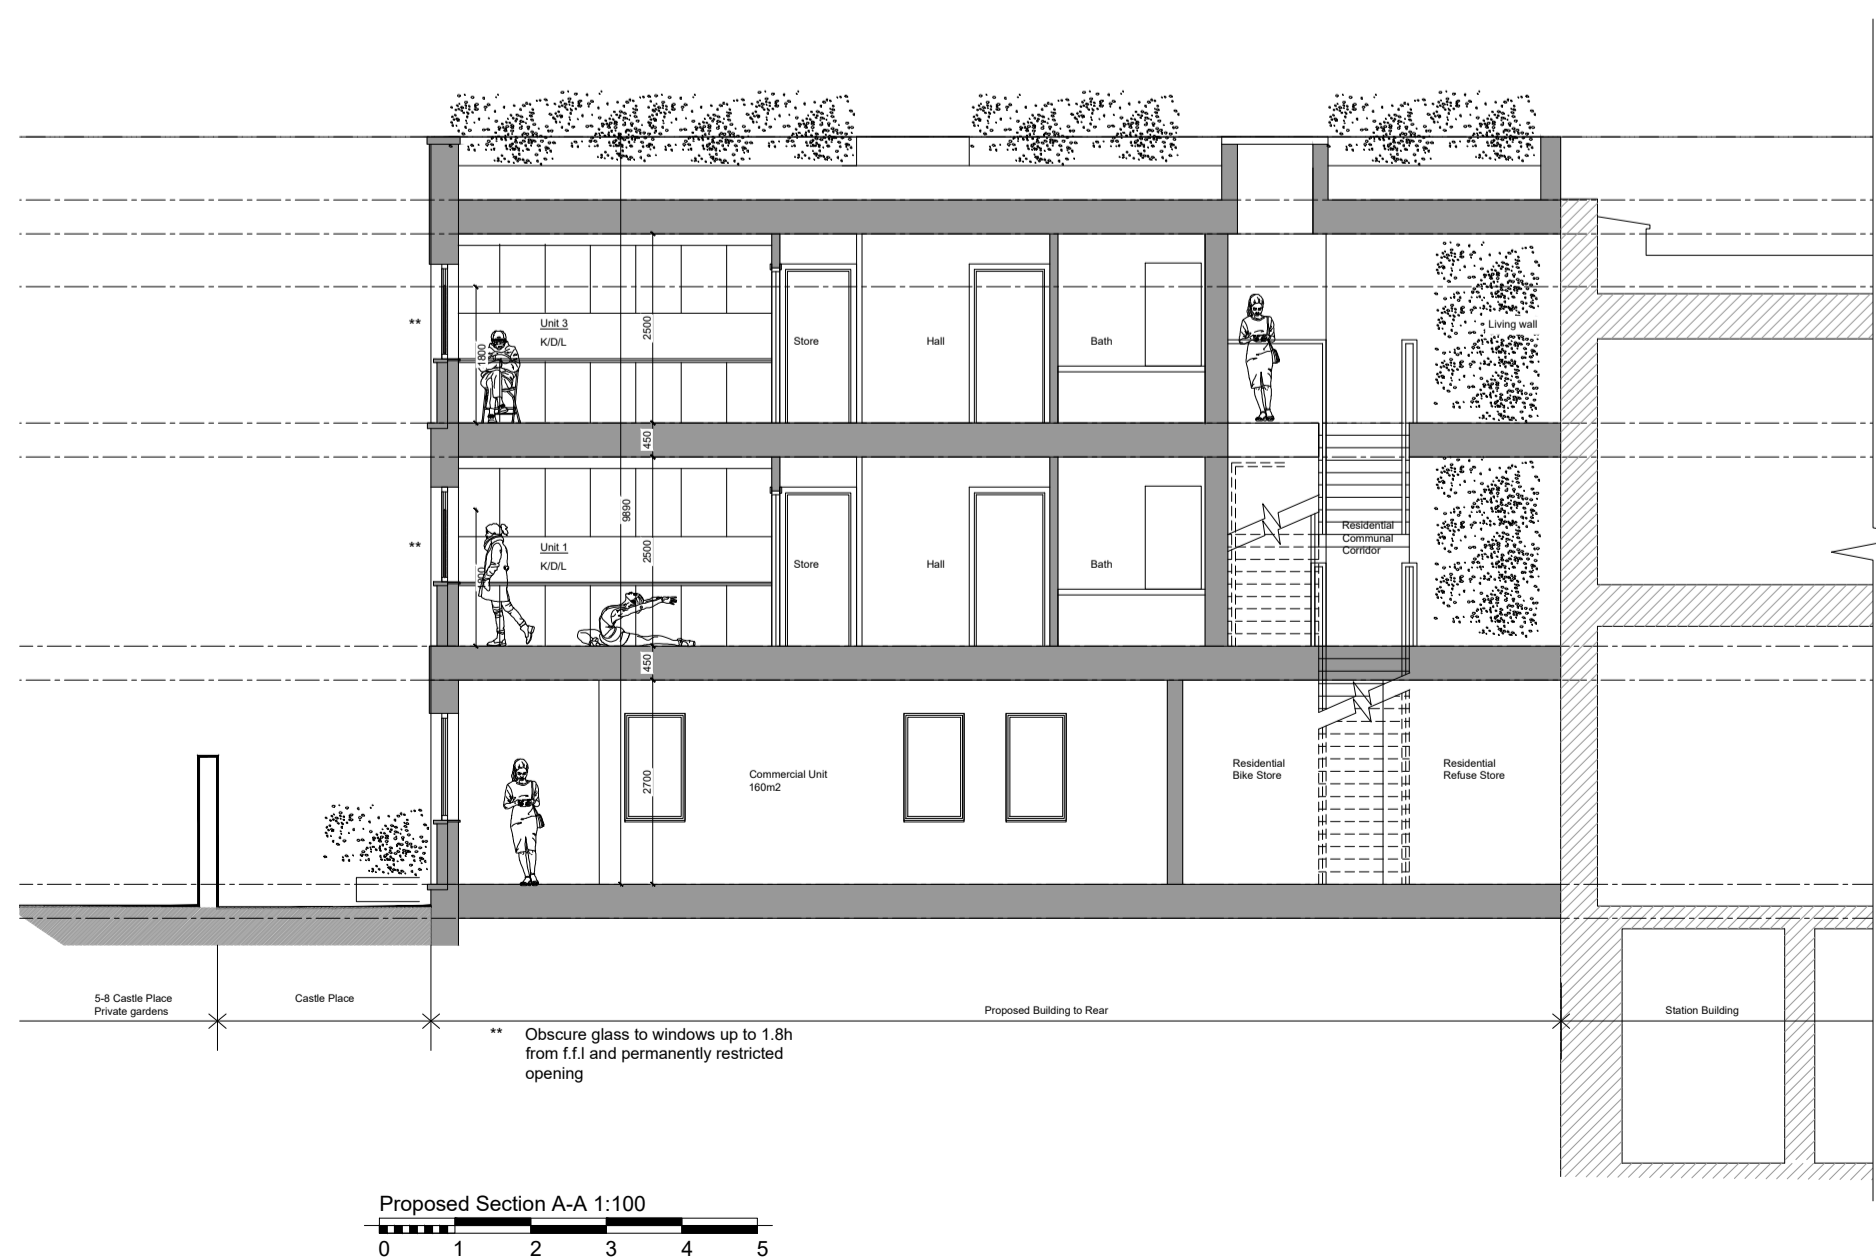 **
Unit 3
K/D/L
1800
2500
Store
Hall
Bath
Living wall
450
9890
**
Unit 1
K/D/L
1800
2500
Store
Hall
Bath
Residential
Communal
Corridor
450
2700
Commercial Unit
160m2
Residential
Bike Store
Residential
Refuse Store
5-8 Castle Place
Private gardens
Castle Place
Proposed Building to Rear
Station Building
** Obscure glass to windows up to 1.8h
from f.f.l and permanently restricted
opening
Proposed Section A-A 1:100
0 1 2 3 4 5